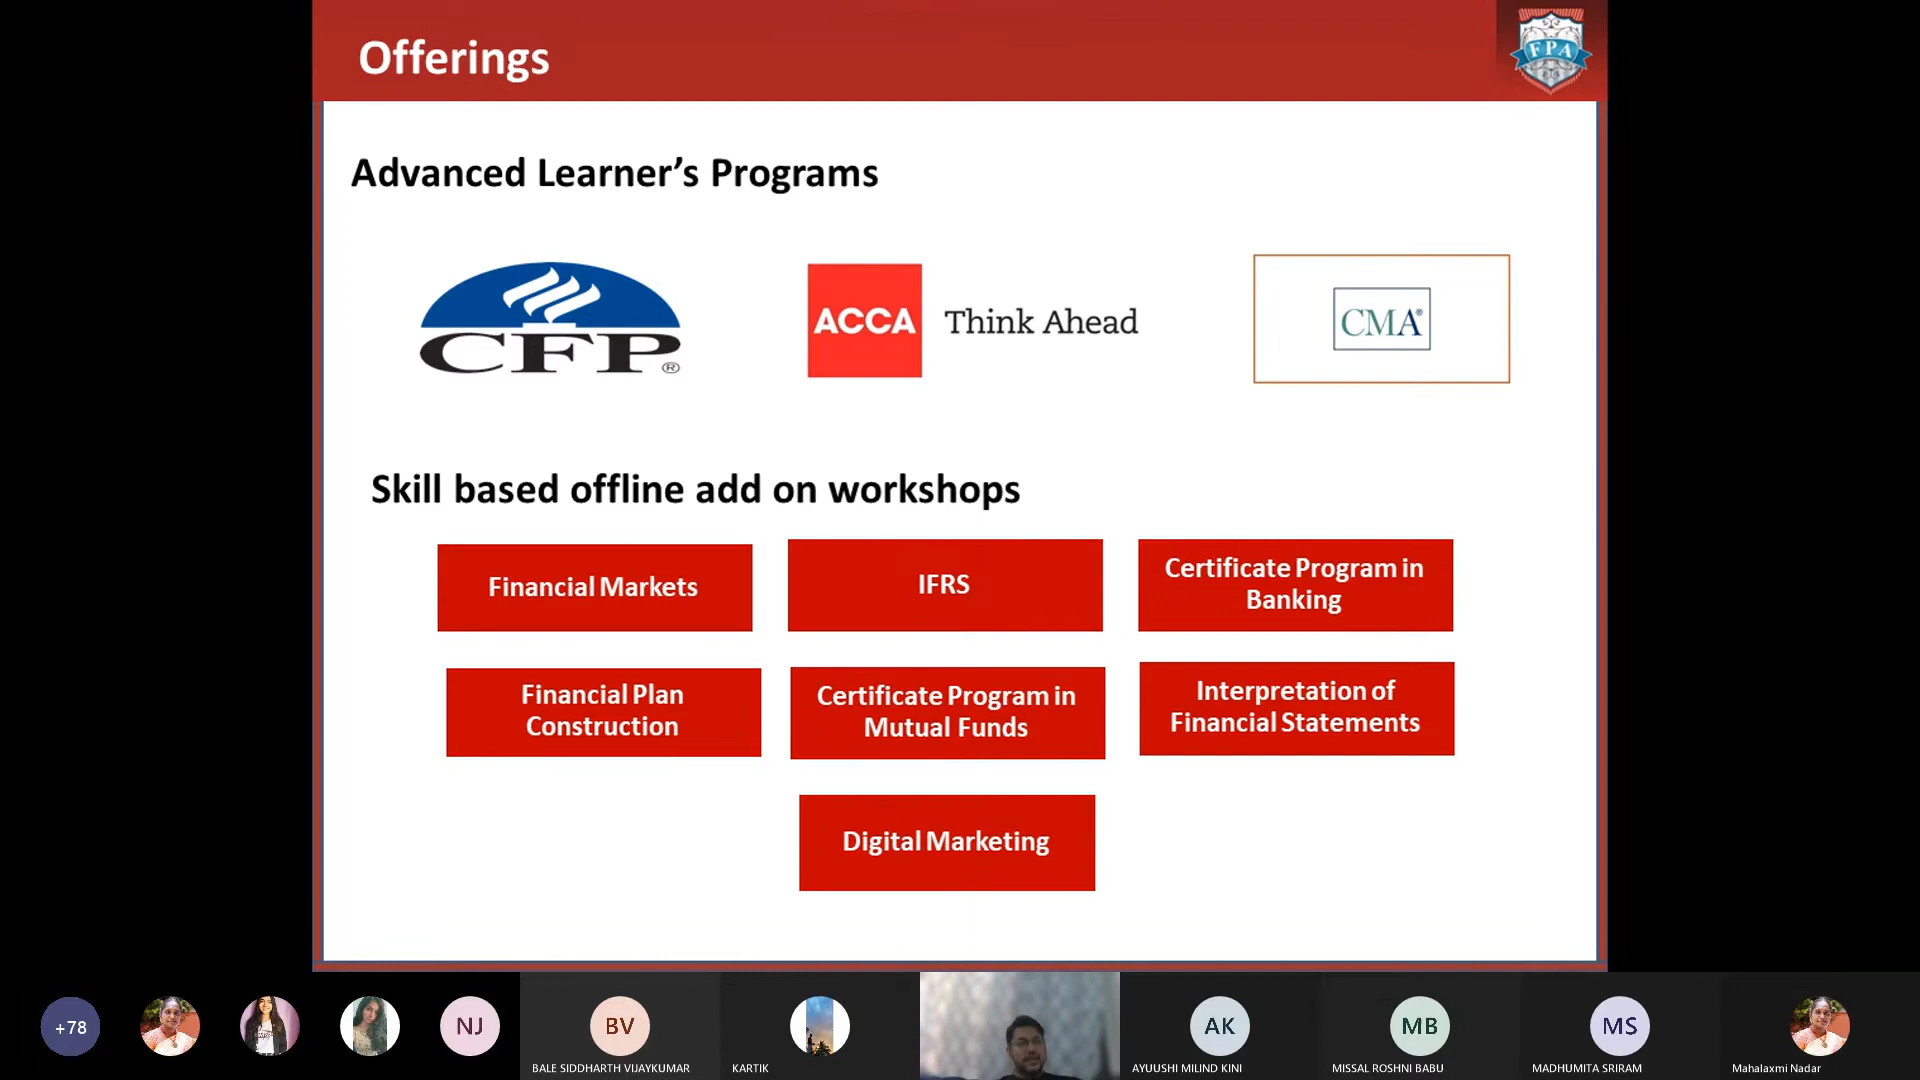 Offerings
FPA
Advanced Learner's Programs
CFP®
ACCA
Think Ahead
CMA®
Skill based offline add on workshops
Financial Markets
IFRS
Certificate Program in
Banking
Financial Plan
Construction
Certificate Program in
Mutual Funds
Interpretation of
Financial Statements
Digital Marketing
+78
NJ
BV
BALE SIDDHARTH VIJAYKUMAR
KARTIK
AK
AYUUSHI MILIND KINI
MB
MISSAL ROSHNI BABU
MS
MADHUMITA SRIRAM
Mahalaxmi Nadar